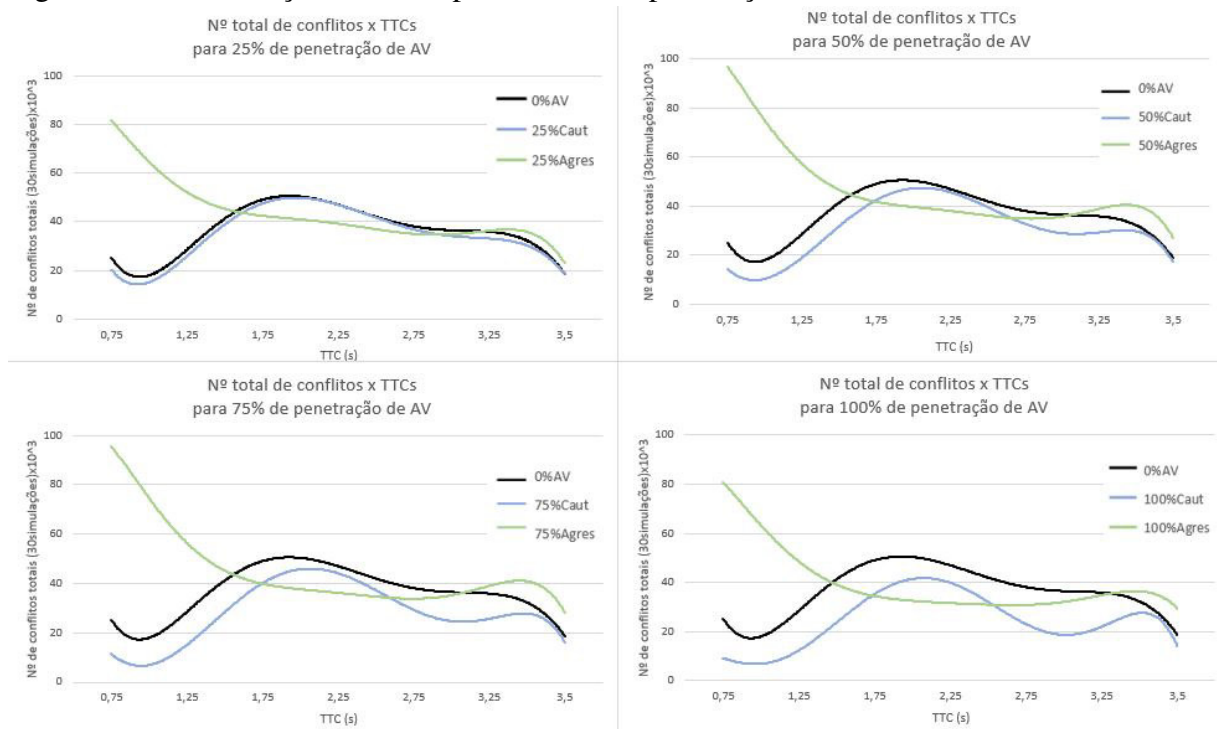 Nº total de conflitos x TTCs
para 25% de penetração de AV
Nº de conflitos totais (30simulações)x10^3
100
80
60
40
20
0
0%AV
25%Caut
25%Agres
0,75
1,25
1,75
2,25
2,75
3,25
3,5
TTC (s)
Nº total de conflitos x TTCs
para 50% de penetração de AV
Nº de conflitos totais (30simulações)x10^3
100
80
60
40
20
0
0%AV
50%Caut
50%Agres
0,75
1,25
1,75
2,25
2,75
3,25
3,5
TTC (s)
Nº total de conflitos x TTCs
para 75% de penetração de AV
Nº de conflitos totais (30simulações)x10^3
100
80
60
40
20
0
0%AV
75%Caut
75%Agres
0,75
1,25
1,75
2,25
2,75
3,25
3,5
TTC (s)
Nº total de conflitos x TTCs
para 100% de penetração de AV
Nº de conflitos totais (30simulações)x10^3
100
80
60
40
20
0
0%AV
100%Caut
100%Agres
0,75
1,25
1,75
2,25
2,75
3,25
3,5
TTC (s)